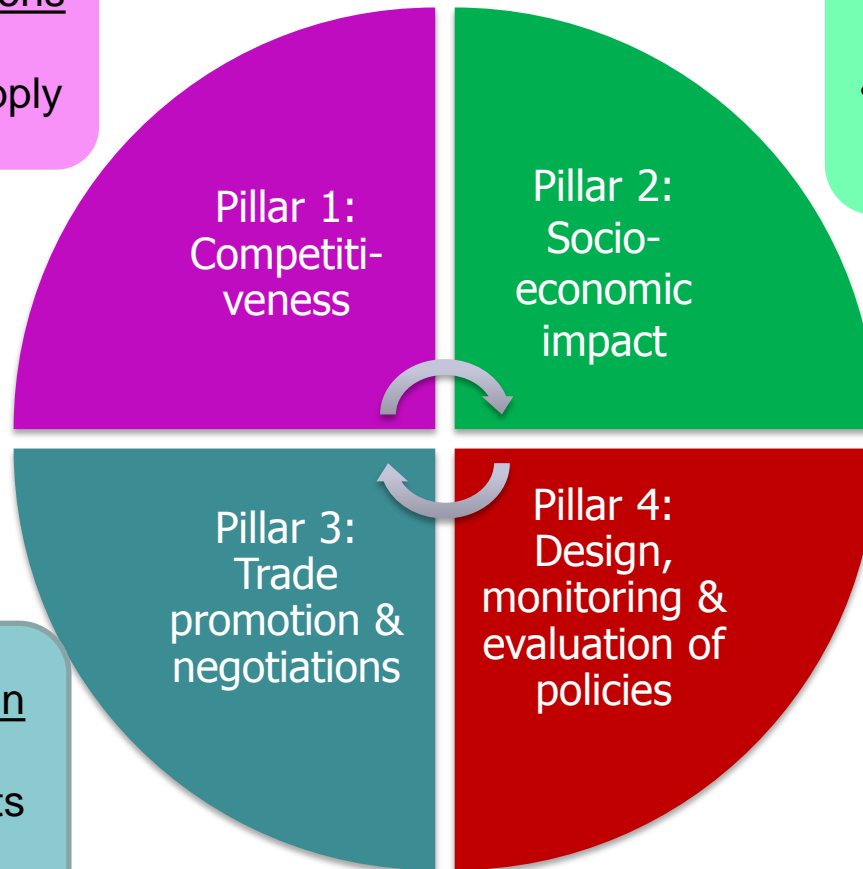 Pillar 1:
Competiti-
veness
Pillar 2:
Socio-
economic
impact
Pillar 3:
Trade
promotion &
negotiations
Pillar 4:
Design,
monitoring &
evaluation of
policies